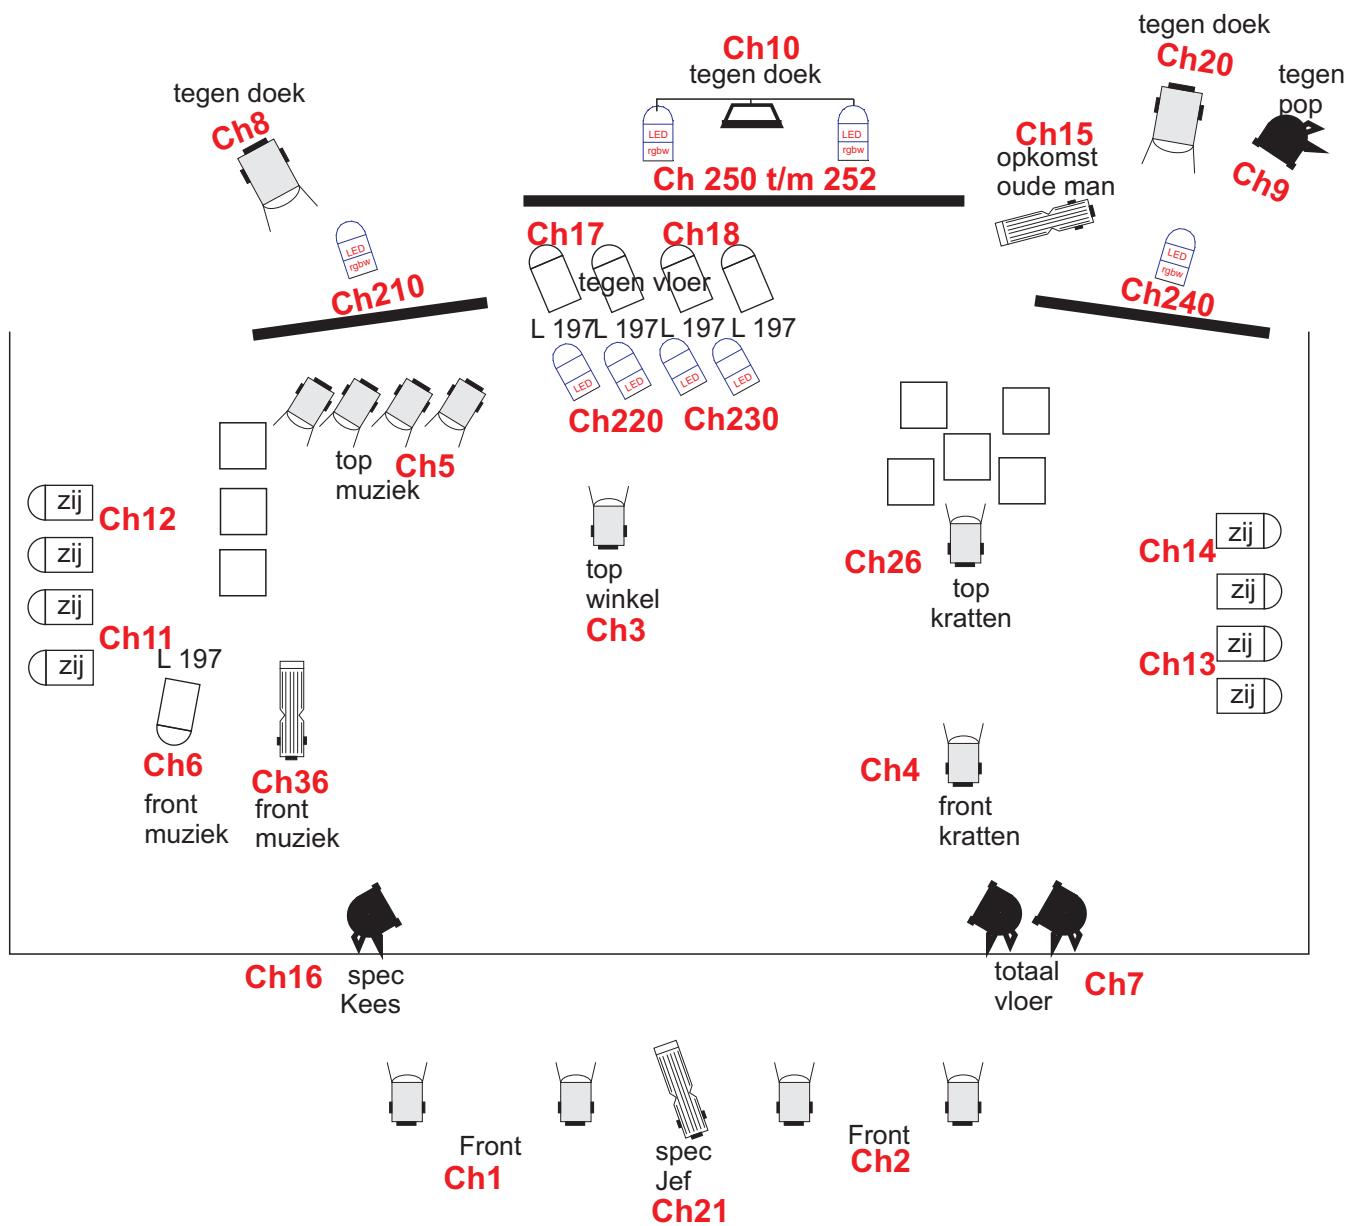 tegen doek
Ch20
tegen
pop
Ch9
Ch10
tegen doek
LED
rgbw
LED
rgbw
Ch 250 t/m 252
tegen doek
Ch8
Ch15
opkomst
oude man
LED
rgbw
Ch210
LED
rgbw
Ch240
Ch17
Ch18
tegen vloer
L 197
L 197
L 197
L 197
LED
LED
LED
LED
Ch220
Ch230
top
muziek
Ch5
zij
Ch12
zij
zij
Ch11
zij
L 197
top
winkel
Ch3
Ch26
top
kratten
zij
Ch14
zij
zij
Ch13
zij
Ch6
front
muziek
Ch36
front
muziek
Ch4
front
kratten
Ch16
spec
Kees
totaal
vloer
Ch7
Front
Ch1
spec
Jef
Ch21
Front
Ch2